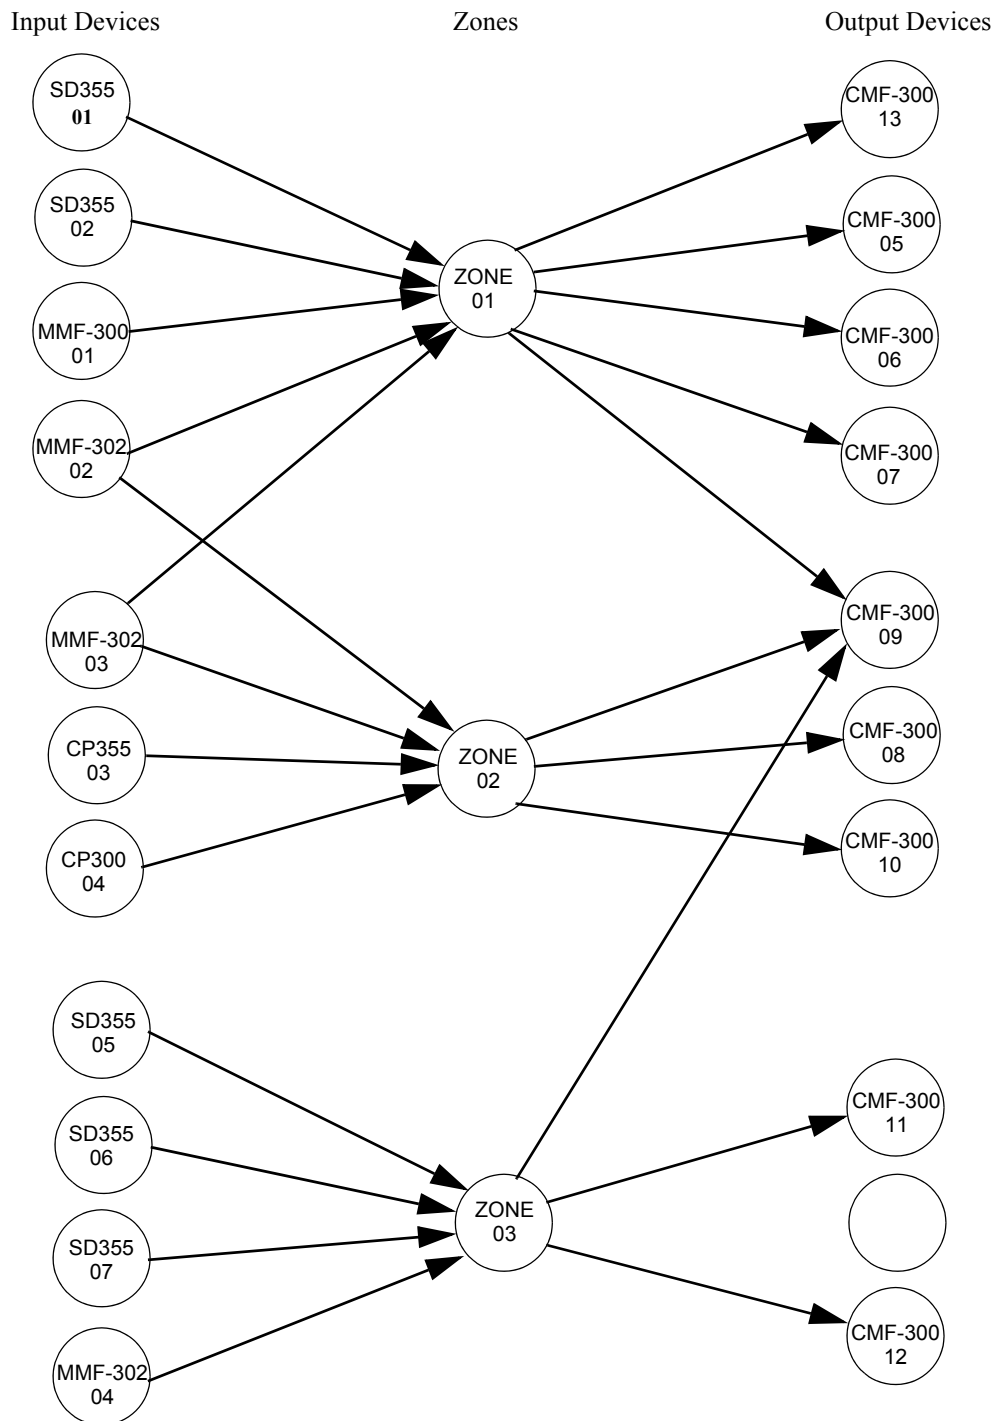 Input Devices
Zones
Output Devices
SD355
01
SD355
02
MMF-300
01
MMF-302
02
MMF-302
03
CP355
03
CP300
04
SD355
05
SD355
06
SD355
07
MMF-302
04
ZONE
01
ZONE
02
ZONE
03
CMF-300
13
CMF-300
05
CMF-300
06
CMF-300
07
CMF-300
09
CMF-300
08
CMF-300
10
CMF-300
11
CMF-300
12